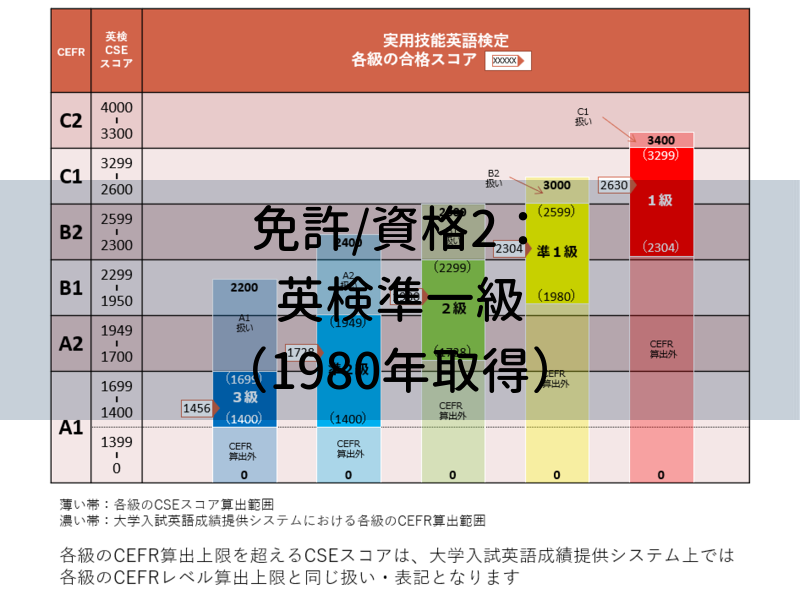 CEFR
英検
CSE
スコア
実用技能英語検定
各級の合格スコア XXXXX
C2
4000
3300
C1
3299
2600
B2
2599
2300
B1
2299
1950
A2
1949
1700
A1
1699
1400
1399
0
C1
扱い
3400
(3299)
2630
1級
(2304)
CEFR
算出外
0
B2
扱い
3000
(2599)
2304
準1級
(1980)
CEFR
算出外
0
(2299)
2級
(1728)
CEFR
算出外
0
2400
A2
扱い
(1949)
1728
(1400)
CEFR
算出外
0
2200
A1
扱い
(1699)
3級
1456
(1400)
CEFR
算出外
0
免許/資格2：
英検準一級
（1980年取得）
薄い帯：各級のCSEスコア算出範囲
濃い帯：大学入試英語成績提供システムにおける各級のCEFR算出範囲
各級のCEFR算出上限を超えるCSEスコアは、大学入試英語成績提供システム上では
各級のCEFRレベル算出上限と同じ扱い・表記となります